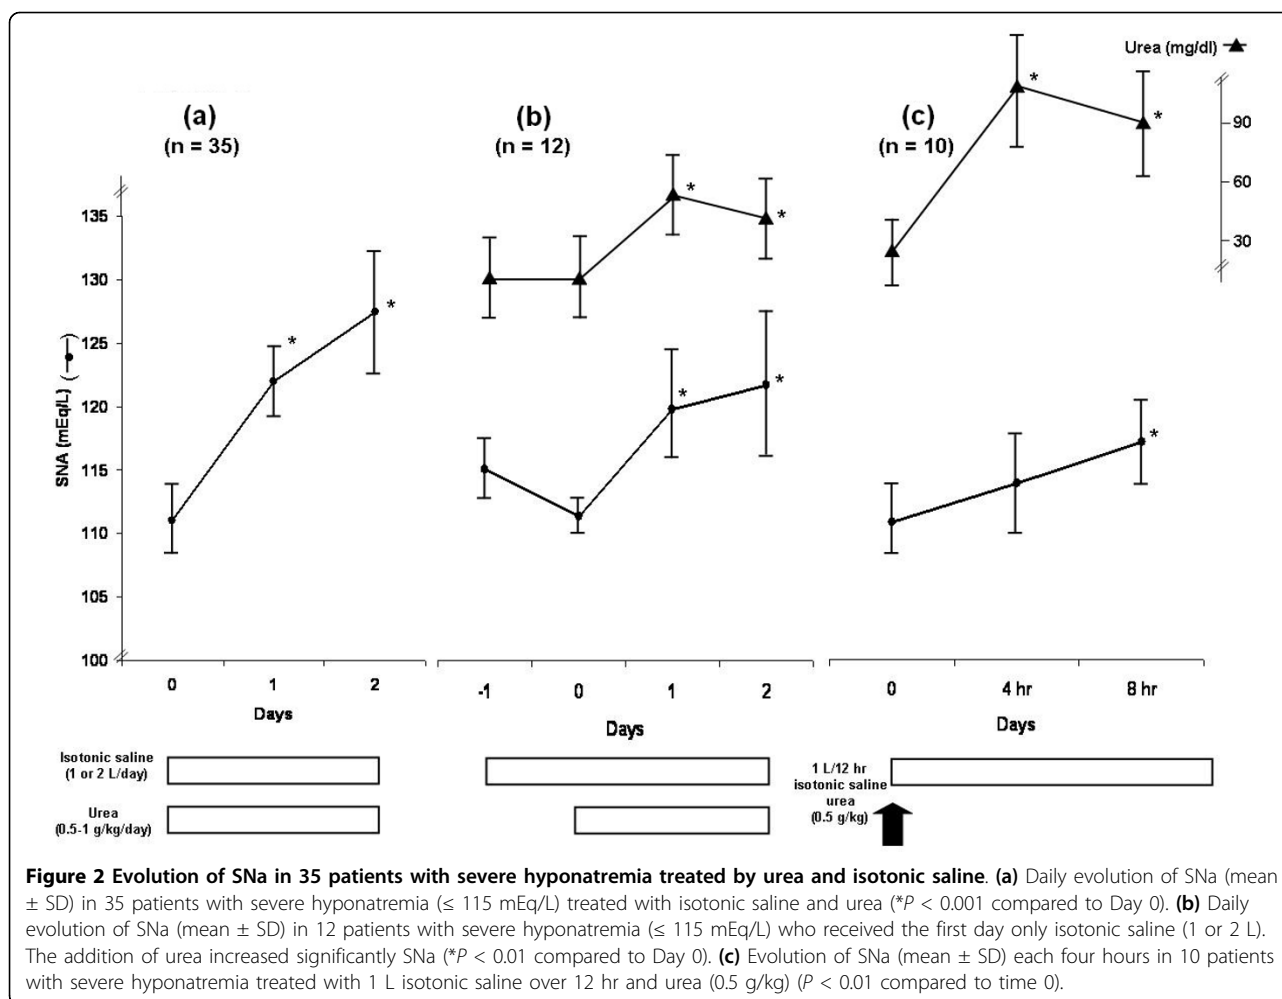 Urea (mg/dl)
(a)
(n = 35)
(b)
(n = 12)
(c)
(n = 10)
90
60
30
135
130
125
120
115
110
105
100
SNA (mEq/L) ( )
* * * * * * * * *
0 1 2
Days
-1 0 1 2
Days
0 4 hr 8 hr
Days
Isotonic saline
(1 or 2 L/day)
Urea
(0.5-1 g/kg/day)
1 L/12 hr
isotonic saline
urea
(0.5 g/kg)
Figure 2 Evolution of SNa in 35 patients with severe hyponatremia treated by urea and isotonic saline. (a) Daily evolution of SNa (mean
± SD) in 35 patients with severe hyponatremia (≤ 115 mEq/L) treated with isotonic saline and urea (*P < 0.001 compared to Day 0). (b) Daily
evolution of SNa (mean ± SD) in 12 patients with severe hyponatremia (≤ 115 mEq/L) who received the first day only isotonic saline (1 or 2 L).
The addition of urea increased significantly SNa (*P < 0.01 compared to Day 0). (c) Evolution of SNa (mean ± SD) each four hours in 10 patients
with severe hyponatremia treated with 1 L isotonic saline over 12 hr and urea (0.5 g/kg) (P < 0.01 compared to time 0).